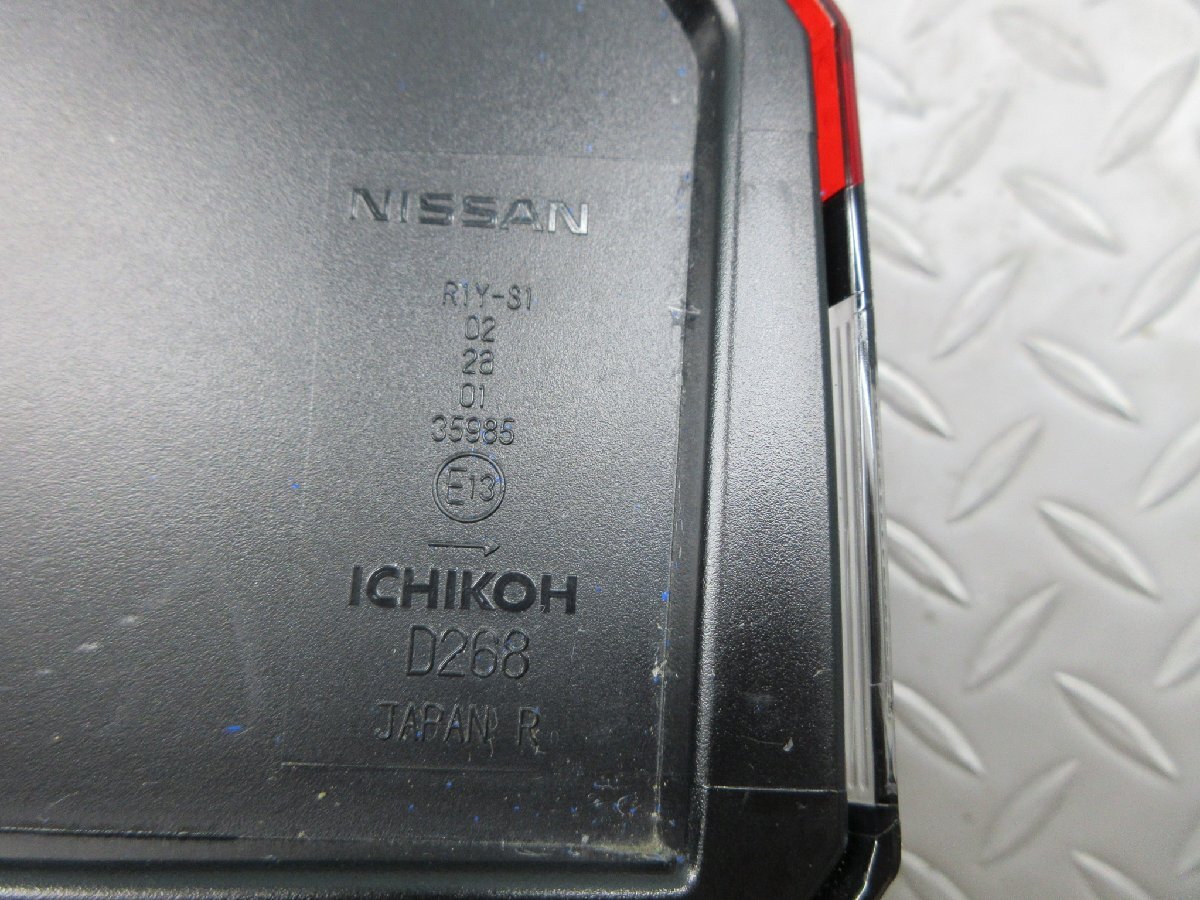 NISSAN
R1Y-S1
02
28
01
35985
E13
ICHIKOH
D268
JAPAN R